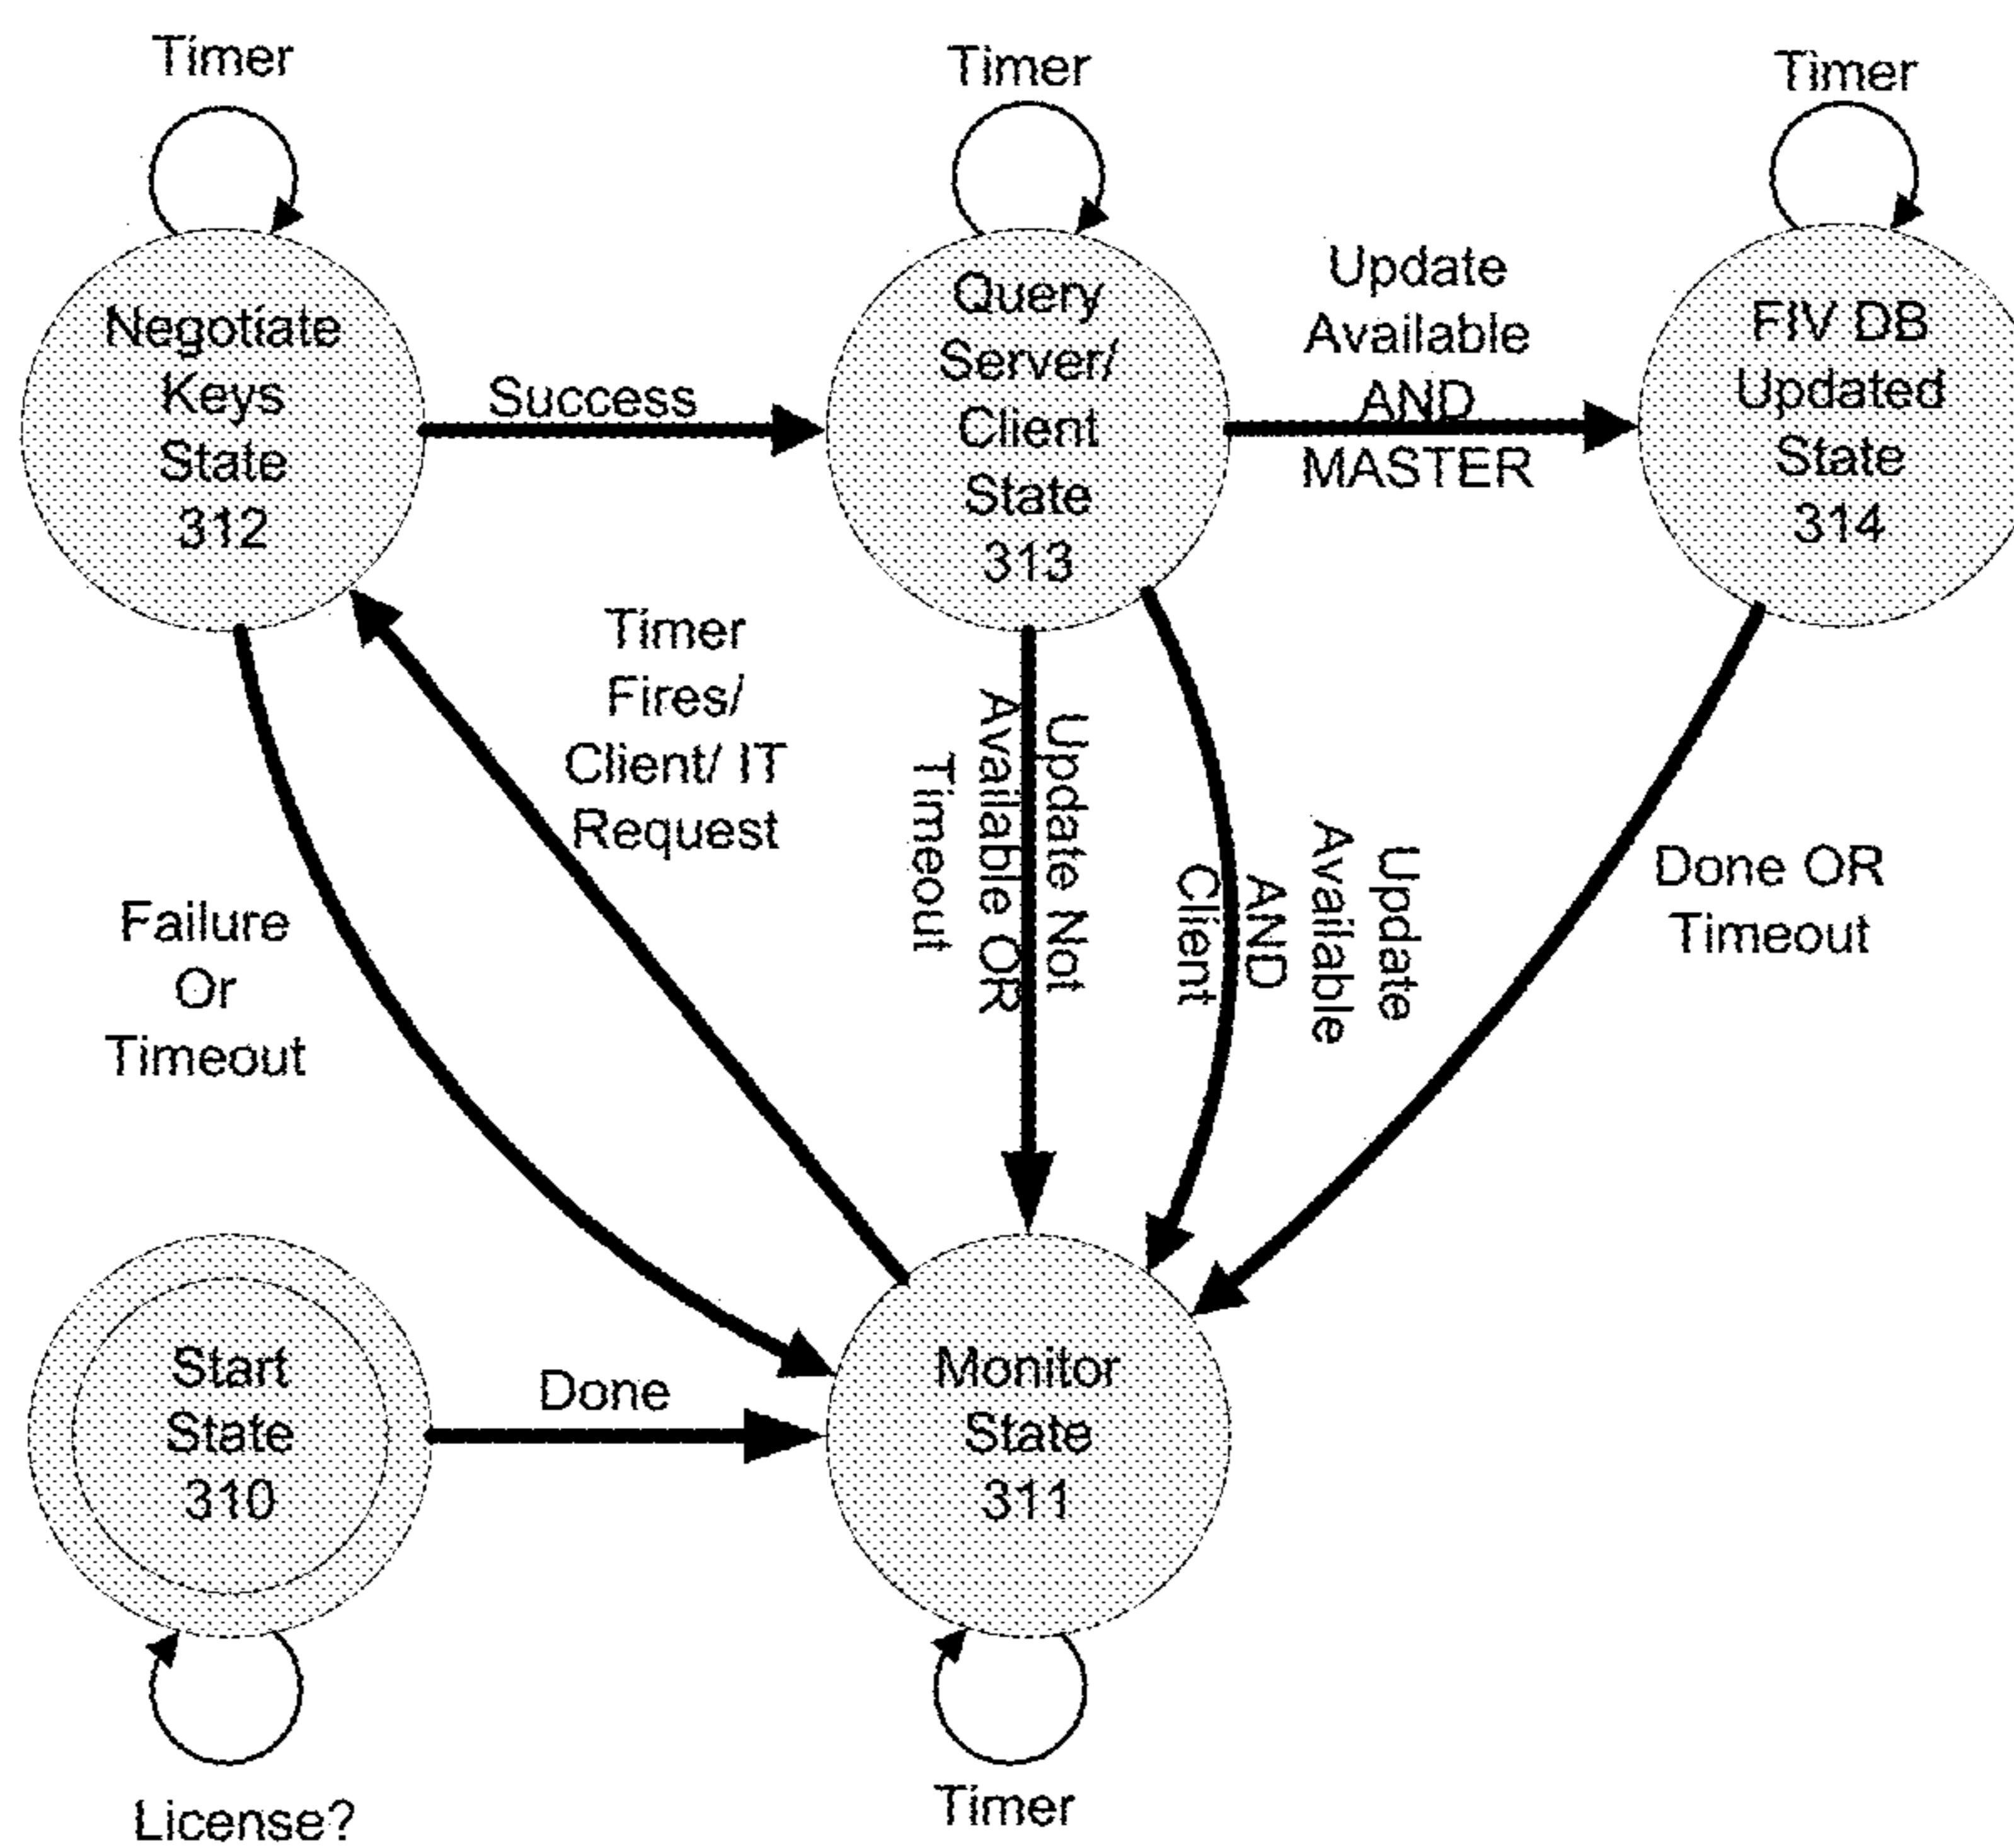 Timer
Timer
Timer
Negotiate
Keys
State
312
Success
Query
Server/
Client
State
313
Update
Available
AND
MASTER
FIV DB
Updated
State
314
Timer
Fires/
Client/ IT
Request
Failure
Or
Timeout
Update Not
Available OR
Timeout
Update
Available
AND
Client
Done OR
Timeout
Start
State
310
Done
Monitor
State
311
License?
Timer